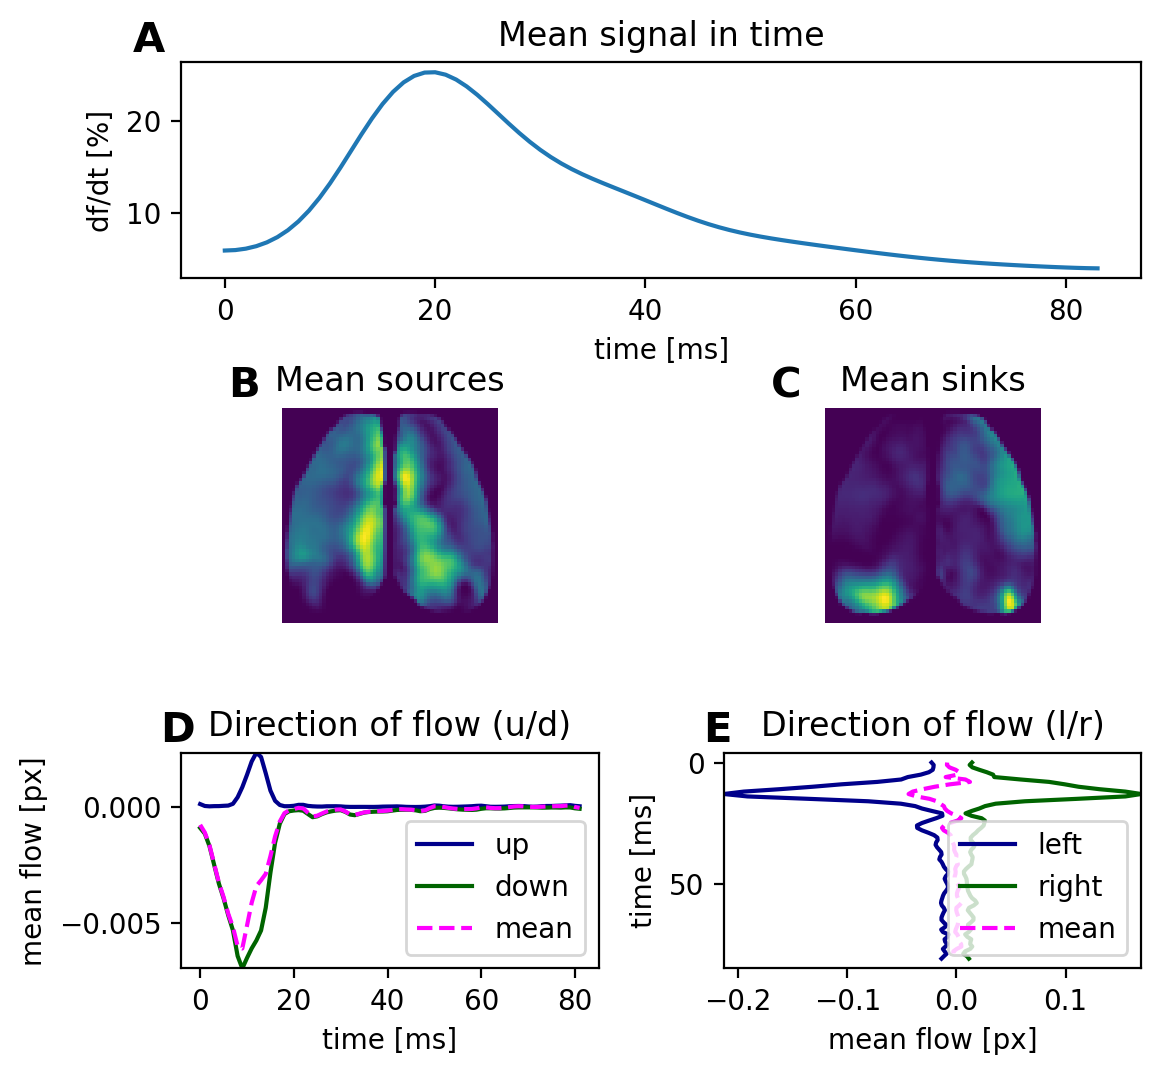 A Mean signal in time
df/dt [%]
20
10
0 20 40 60 80
time [ms]
B Mean sources
C Mean sinks
D Direction of flow (u/d)
mean flow [px]
0.000
−0.005
up
down
mean
0 20 40 60 80
time [ms]
E Direction of flow (l/r)
time [ms]
0
50
left
right
mean
−0.2 −0.1 0.0 0.1
mean flow [px]